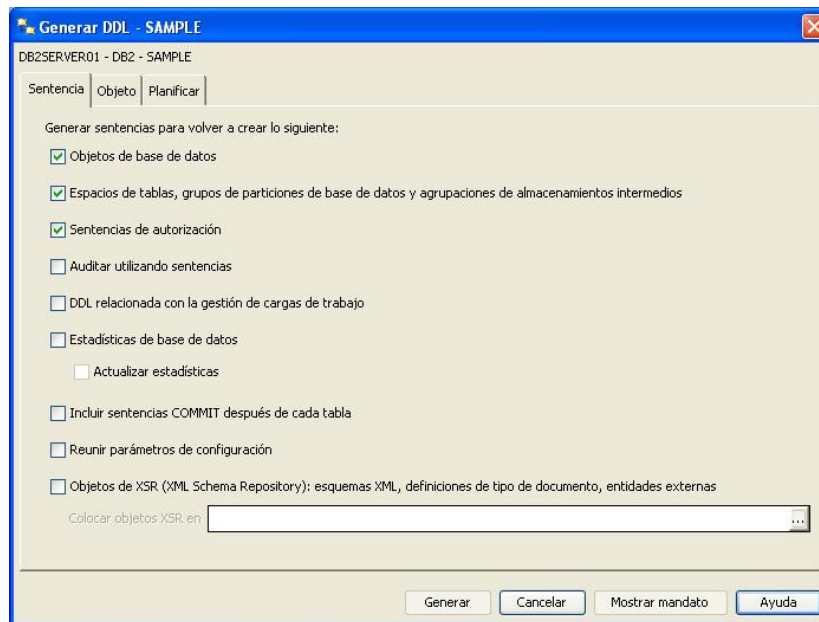 Generar DDL - SAMPLE
DB2SERVER01 - DB2 - SAMPLE
Sentencia Objeto Planificar
Generar sentencias para volver a crear lo siguiente:
Objetos de base de datos
Espacios de tablas, grupos de particiones de base de datos y agrupaciones de almacenamientos intermedios
Sentencias de autorización
Auditar utilizando sentencias
DDL relacionada con la gestión de cargas de trabajo
Estadísticas de base de datos
Actualizar estadísticas
Incluir sentencias COMMIT después de cada tabla
Reunir parámetros de configuración
Objetos de XSR (XML Schema Repository): esquemas XML, definiciones de tipo de documento, entidades externas
Colocar objetos XSR en ...
Generar Cancelar Mostrar mandato Ayuda